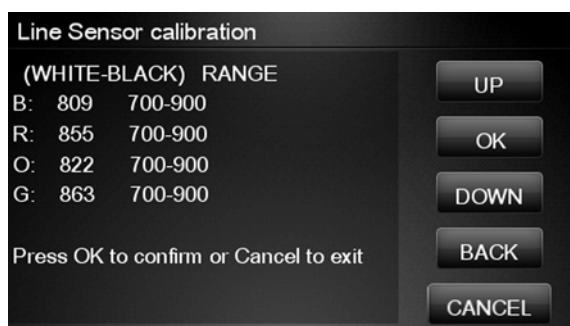 Line Sensor calibration
(WHITE-BLACK) RANGE
B: 809 700-900
R: 855 700-900
O: 822 700-900
G: 863 700-900
Press OK to confirm or Cancel to exit
UP
OK
DOWN
BACK
CANCEL